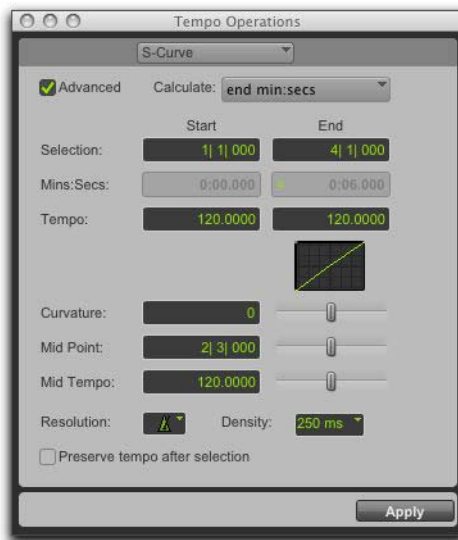 Tempo Operations
S-Curve
Advanced Calculate: end min:secs
Start End
Selection: 1| 1| 000 4| 1| 000
Mins:Secs: 0:00.000 0:06.000
Tempo: 120.0000 120.0000
Curvature: 0
Mid Point: 2| 3| 000
Mid Tempo: 120.0000
Resolution: Density: 250 ms
Preserve tempo after selection
Apply